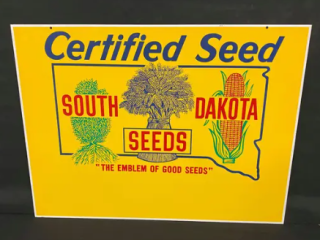 Certified Seed
SOUTH DAKOTA
SEEDS
"THE EMBLEM OF GOOD SEEDS"